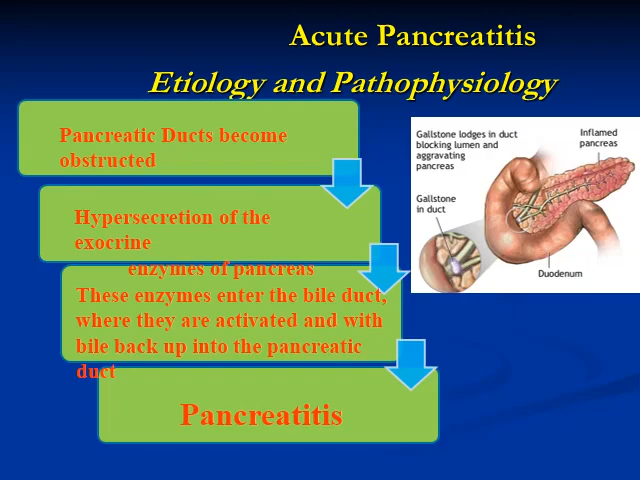 Acute Pancreatitis
Etiology and Pathophysiology
Pancreatic Ducts become
obstructed
Hypersecretion of the
exocrine
enzymes of pancreas
These enzymes enter the bile duct,
where they are activated and with
bile back up into the pancreatic
duct
Pancreatitis
Gallstone lodges in duct
blocking lumen and
aggravating
pancreas
Inflamed
pancreas
Gallstone
in duct
Duodenum